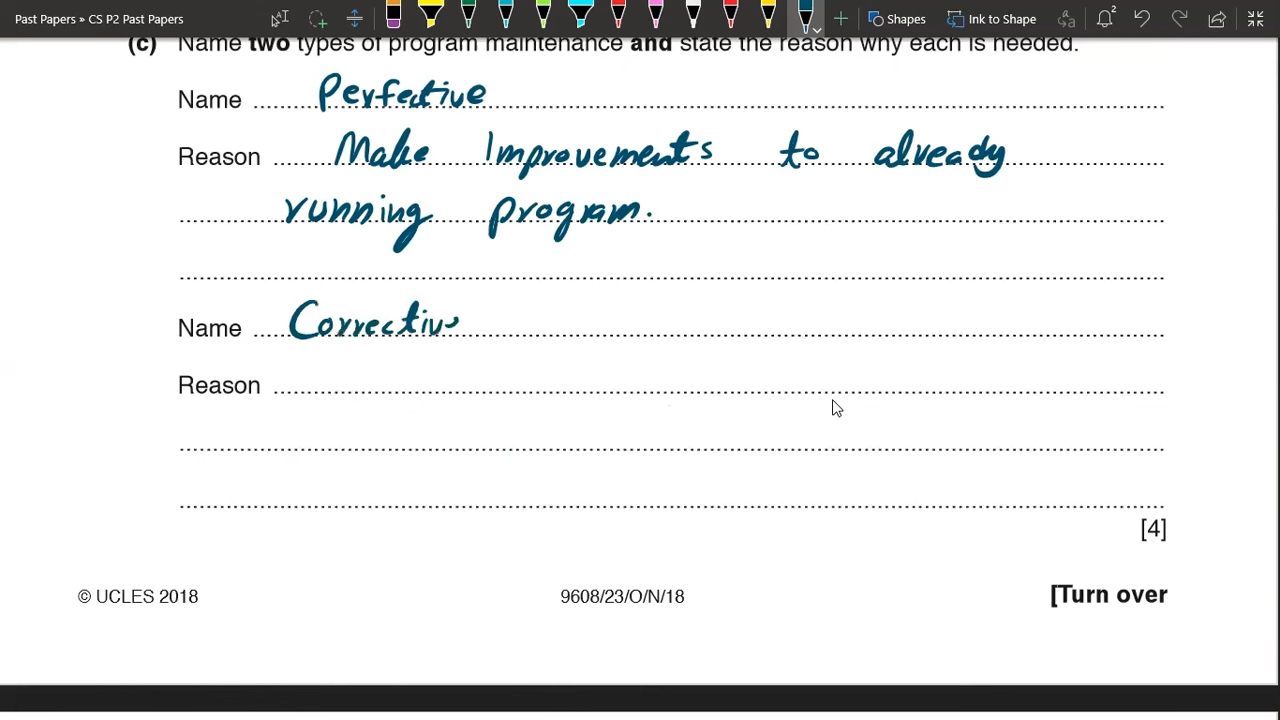 Past Papers » CS P2 Past Papers
Shapes
Ink to Shape
2
(c) Name two types of program maintenance and state the reason why each is needed.
Name Perfective
Reason Make Improvements to already
running program.
Name Corrective
Reason
[4]
© UCLES 2018
9608/23/O/N/18
[Turn over